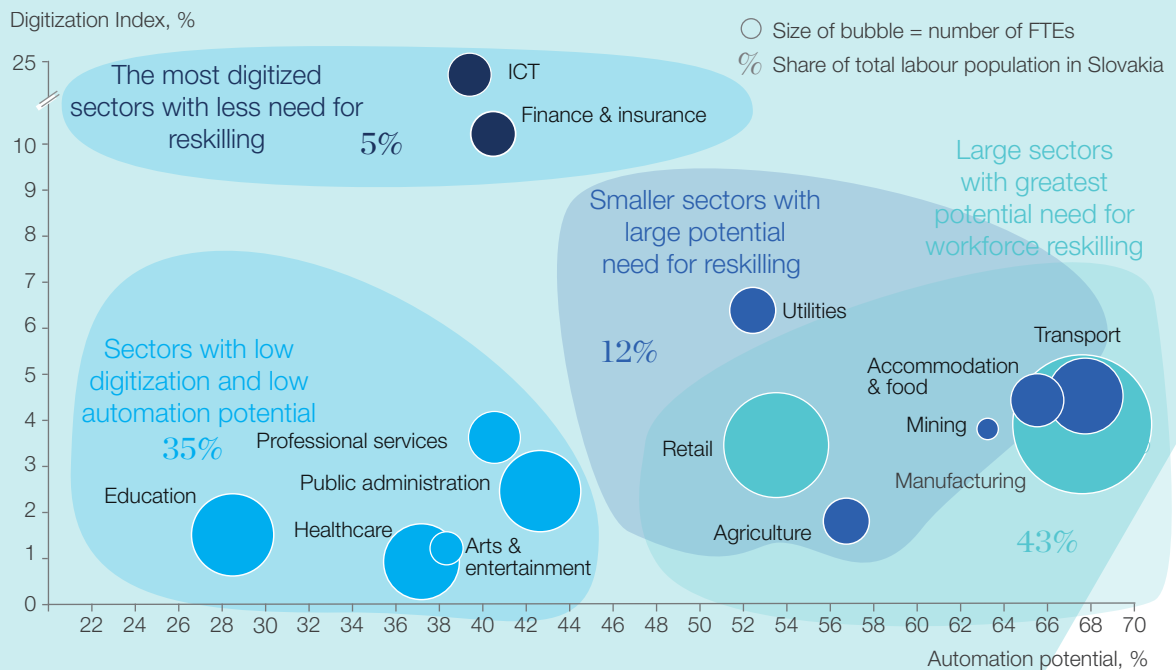 Digitization Index, %
Size of bubble = number of FTEs
% Share of total labour population in Slovakia
25
10
9
8
7
6
5
4
3
2
1
0
The most digitized
sectors with less need for
reskilling
5%
ICT
Finance & insurance
Large sectors
with greatest
potential need for
workforce reskilling
Smaller sectors with
large potential
need for reskilling
12%
Utilities
Transport
Accommodation
& food
Mining
Retail
Manufacturing
Agriculture
43%
Sectors with low
digitization and low
automation potential
35%
Professional services
Public administration
Education
Healthcare
Arts &
entertainment
22 24 26 28 30 32 34 36 38 40 42 44 46 48 50 52 54 56 58 60 62 64 66 68 70
Automation potential, %